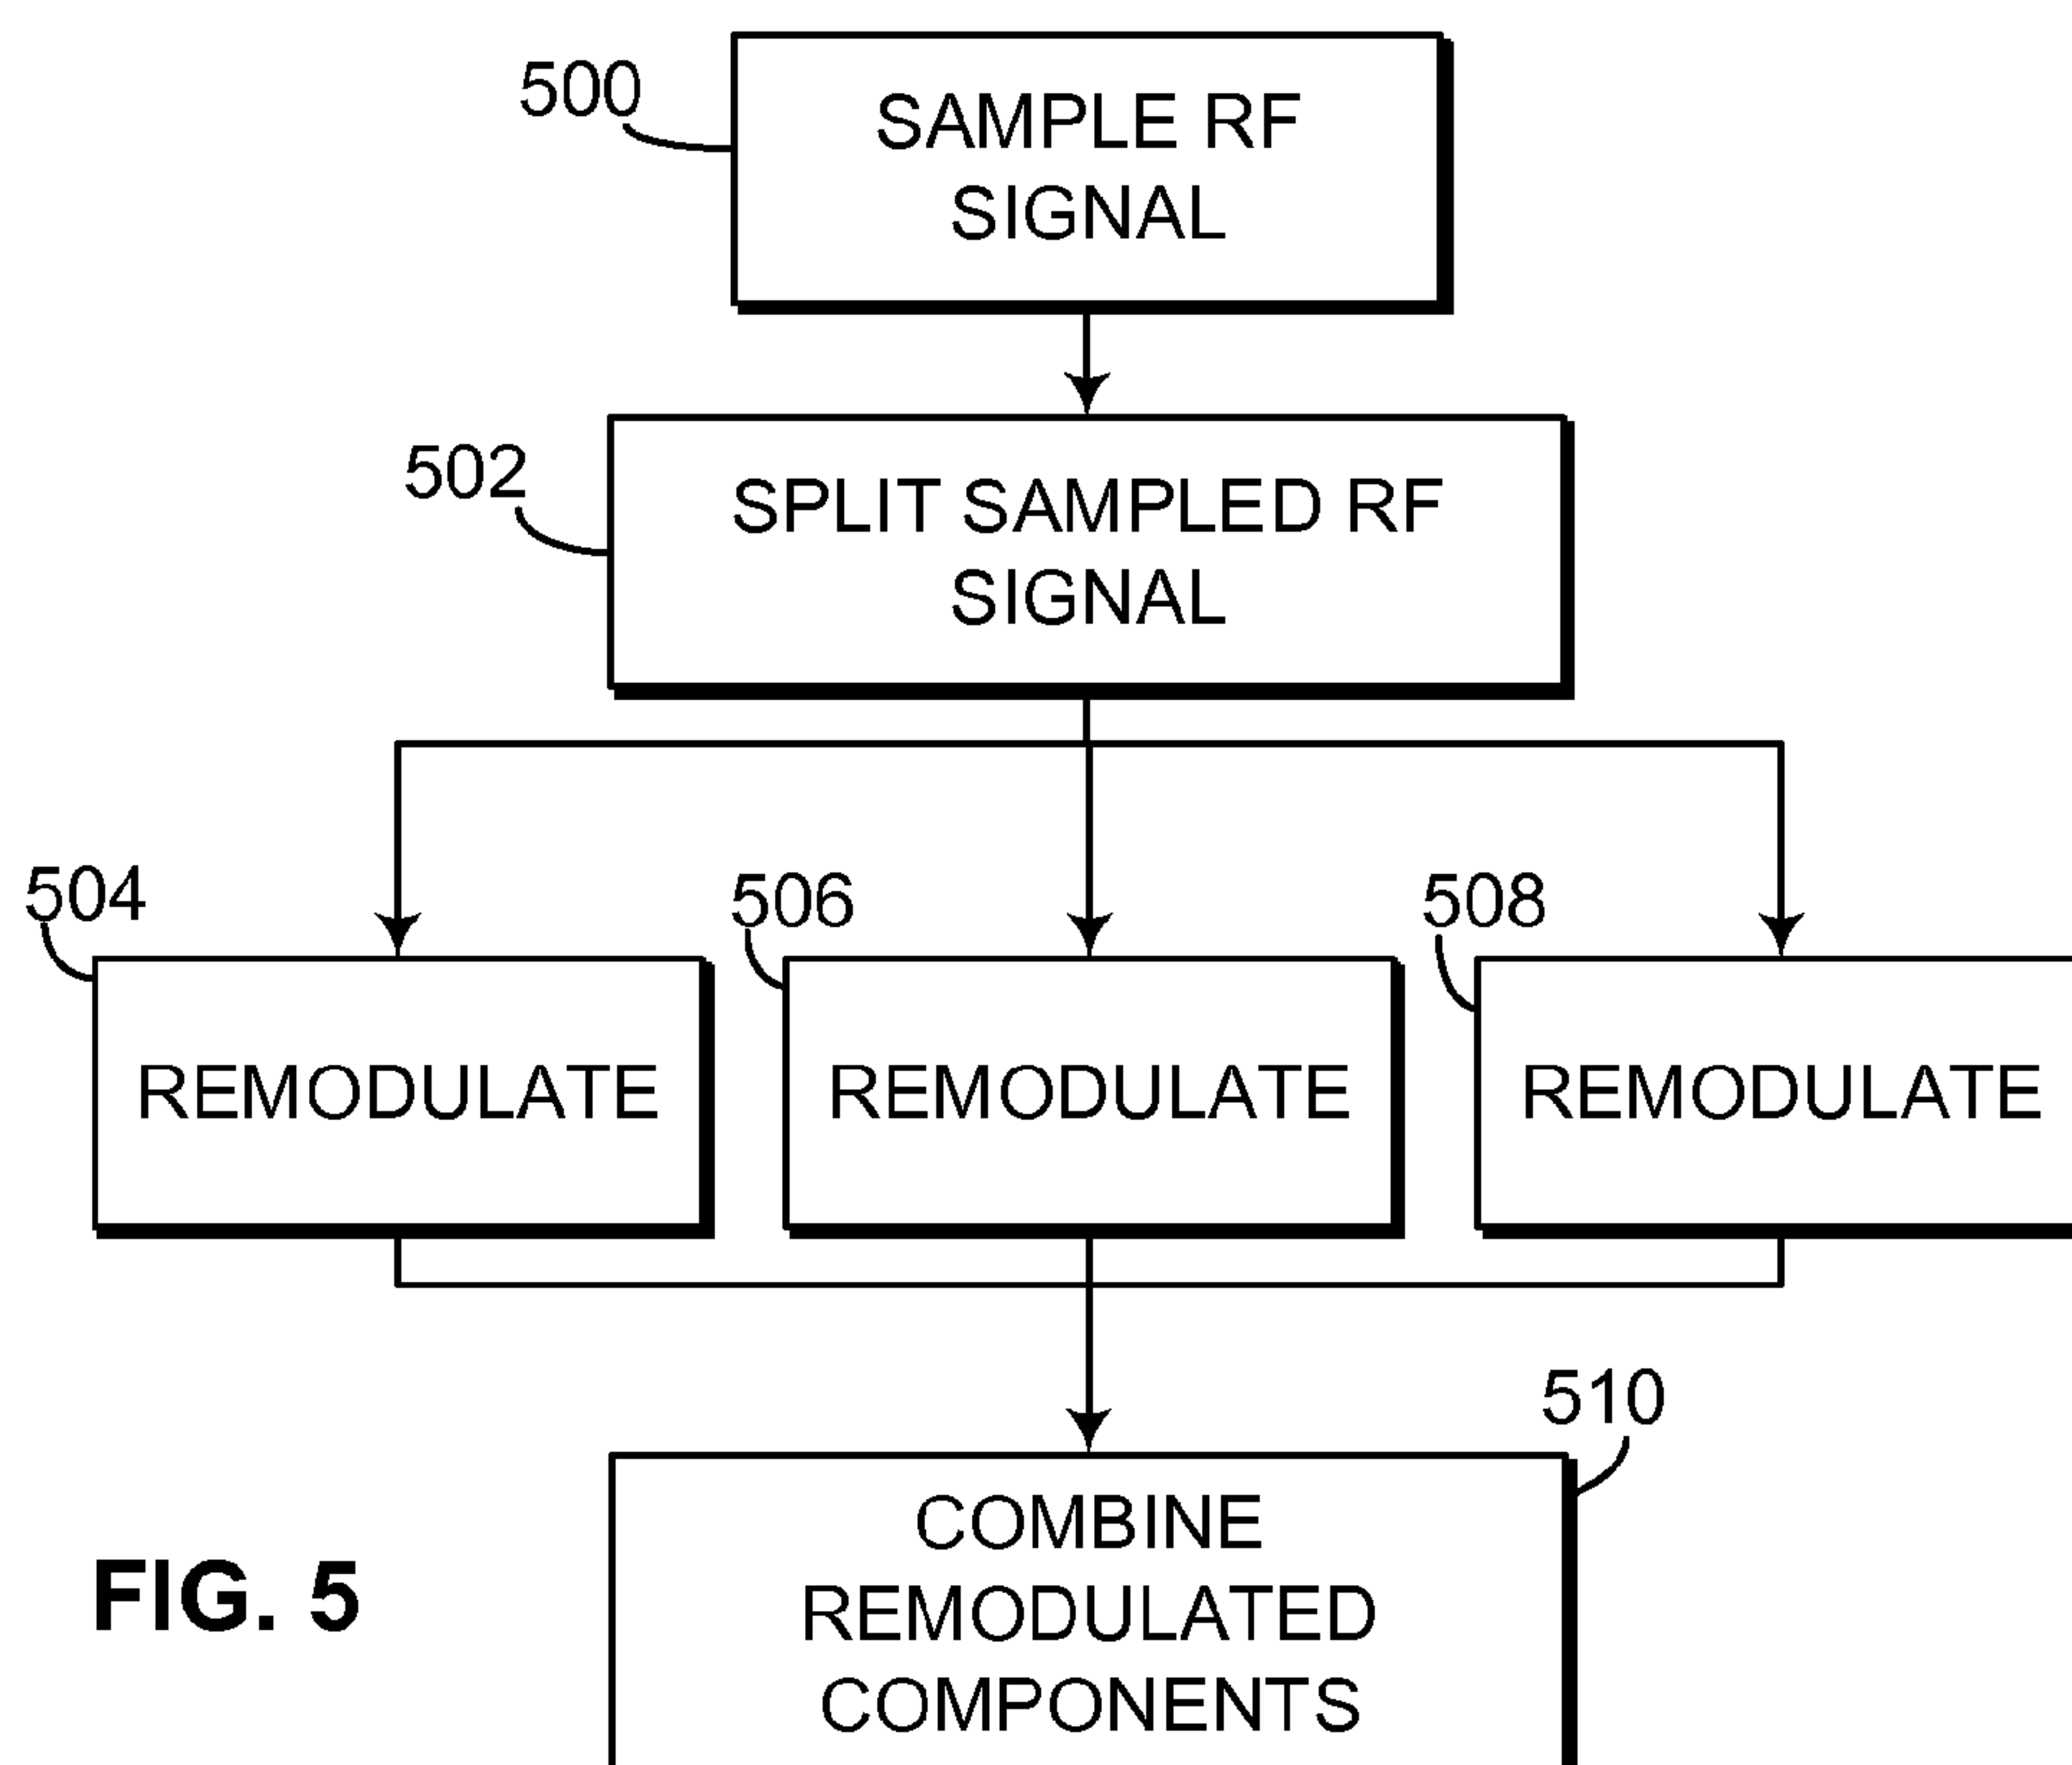 500
SAMPLE RF
SIGNAL
502
SPLIT SAMPLED RF
SIGNAL
504
506
508
REMODULATE
REMODULATE
REMODULATE
510
COMBINE
REMODULATED
COMPONENTS
FIG. 5